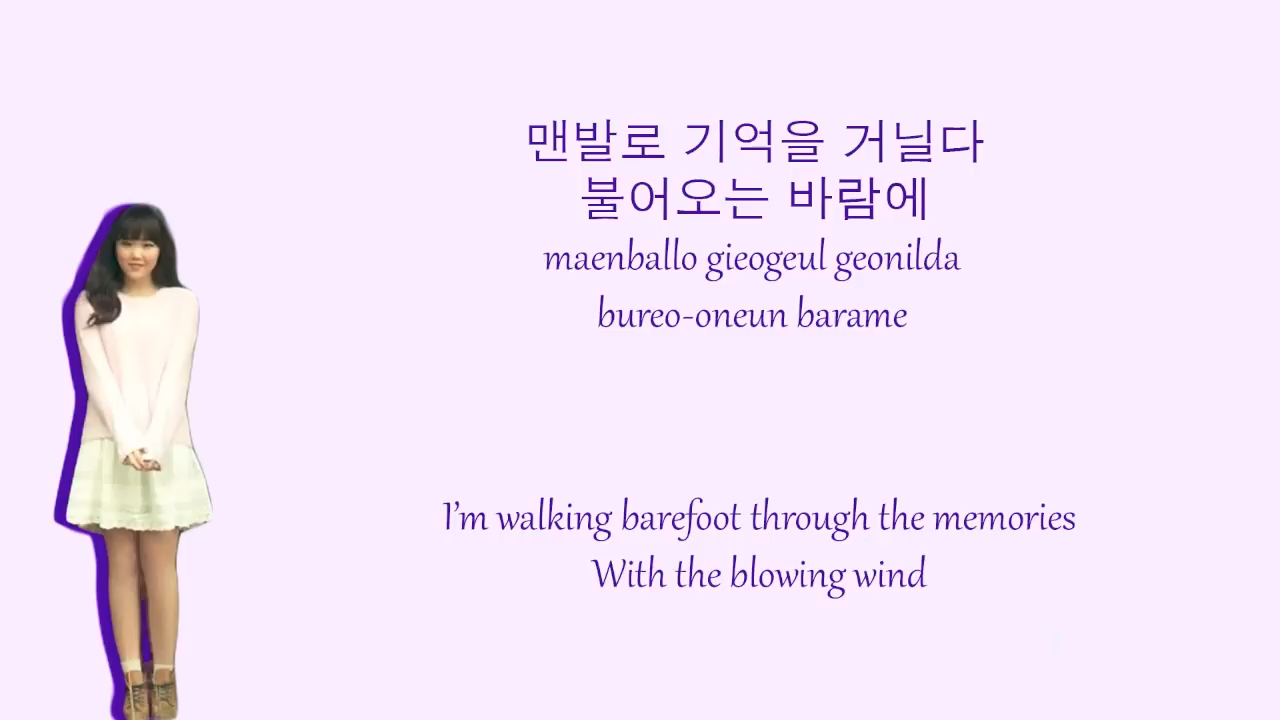 맨발로 기억을 거닐다
불어오는 바람에
maenballo gieogeul geonilda
bureo-oneun barame
I'm walking barefoot through the memories
With the blowing wind